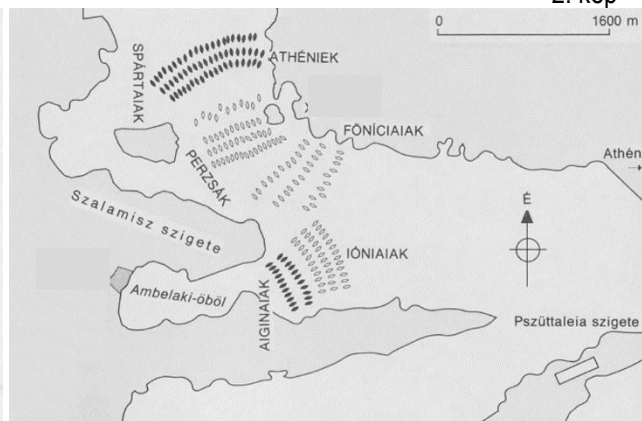 2. kép
0 1600 m
SPÁRTAIAK
ATHÉNIEK
PERZSÁK
FÖNÍCIAIAK
Athén
Szalamisz szigete
É
IÓNIAIAK
Ambelaki-öböl
AIGINAIAK
Pszüttaleia szigete